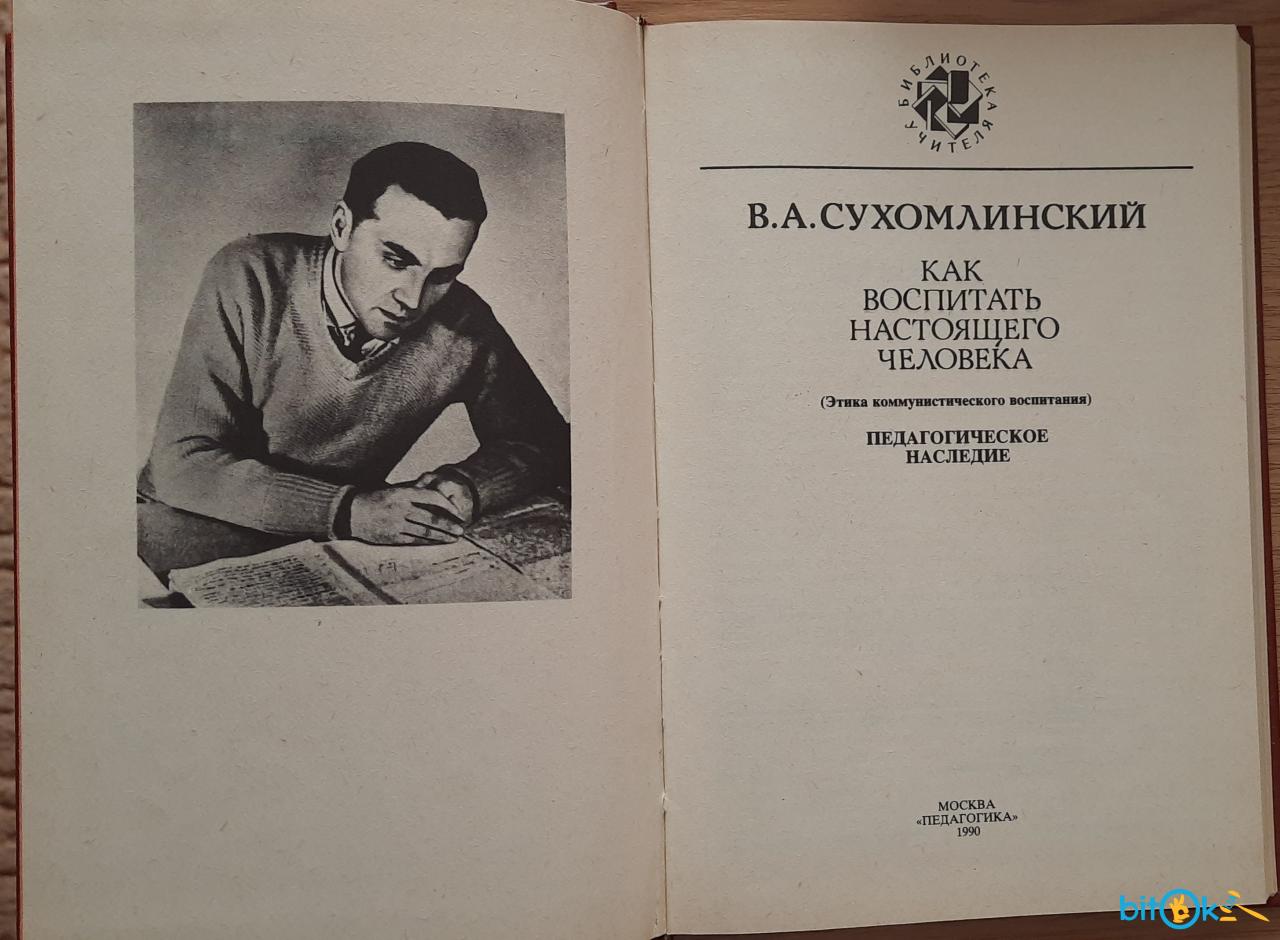 БИБЛИОТЕКА
УЧИТЕЛЯ
В.А.СУХОМЛИНСКИЙ
КАК
ВОСПИТАТЬ
НАСТОЯЩЕГО
ЧЕЛОВЕКА
(Этика коммунистического воспитания)
ПЕДАГОГИЧЕСКОЕ
НАСЛЕДИЕ
МОСКВА
«ПЕДАГОГИКА»
1990
bitOk